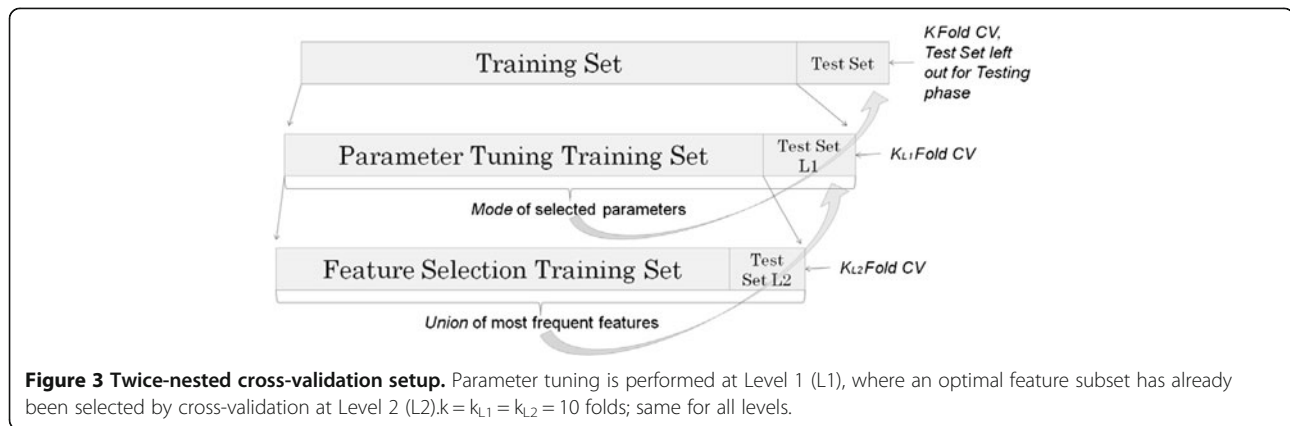 Training Set
Test Set
KFold CV,
Test Set left
out for Testing
phase
Parameter Tuning Training Set
Test Set
L1
KL1Fold CV
Mode of selected parameters
Feature Selection Training Set
Test
Set L2
KL2Fold CV
Union of most frequent features
Figure 3 Twice-nested cross-validation setup. Parameter tuning is performed at Level 1 (L1), where an optimal feature subset has already
been selected by cross-validation at Level 2 (L2).k = kL1 = kL2 = 10 folds; same for all levels.